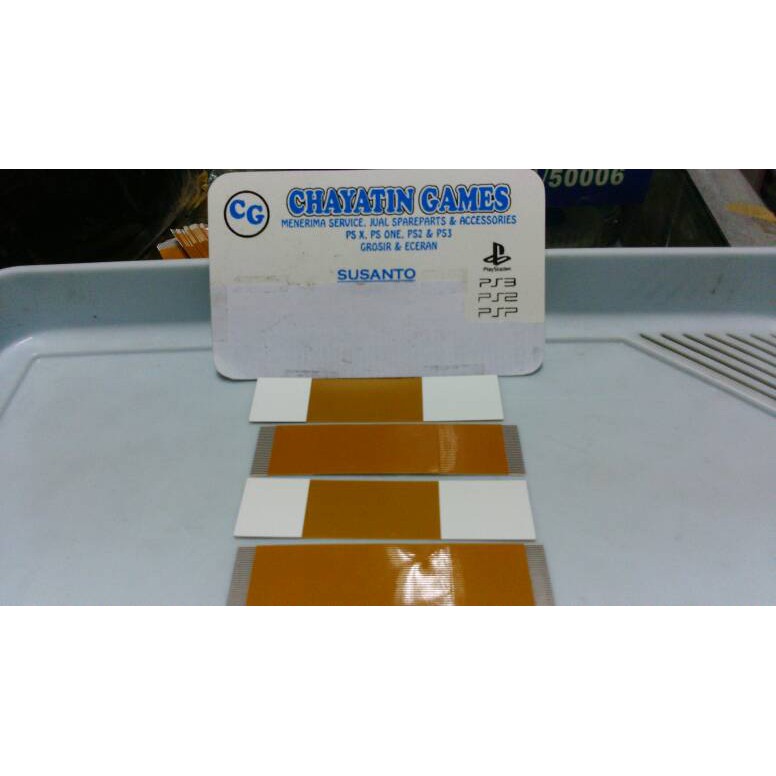 /50006
CG
CHAYATIN GAMES
MENERIMA SERVICE, JUAL SPAREPARTS & ACCESSORIES
PS X, PS ONE, PS2 & PS3
GROSIR & ECERAN
SUSANTO
PlayStation
PS3
PS2
PSP